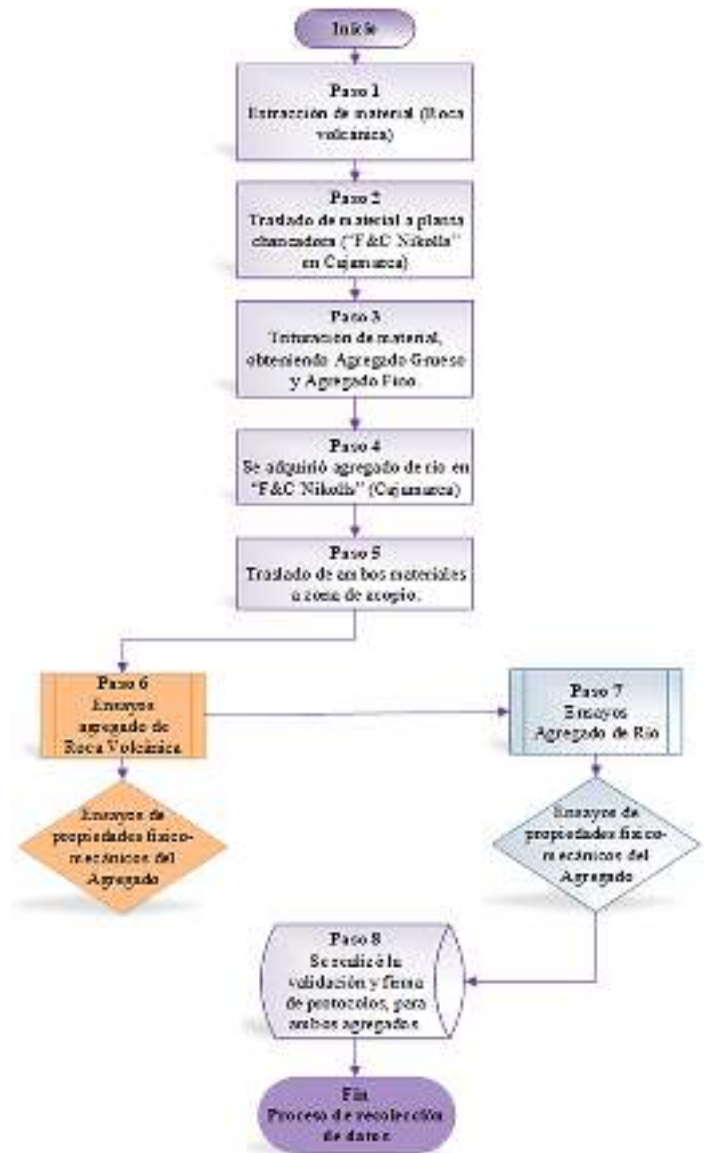 Inicio
Paso 1
Extracción de material (Roca
volcánica)
Paso 2
Traslado de material a planta
chancadora ("F&C Nikolls"
en Cajamarca)
Paso 3
Trituración de material,
obteniendo Agregado Grueso
y Agregado Fino.
Paso 4
Se adquirió agregado de río en
"F&C Nikolls" (Cajamarca)
Paso 5
Traslado de ambos materiales
a zona de acopio.
Paso 6
Ensayos
agregado de
Roca Volcánica
Paso 7
Ensayos
Agregado de Río
Ensayos de
propiedades físico-
mecánicos del
Agregado
Ensayos de
propiedades físico-
mecánicos del
Agregado
Paso 8
Se realizó la
validación y firma
de protocolos, para
ambos agregados.
Fin
Proceso de recolección
de datos